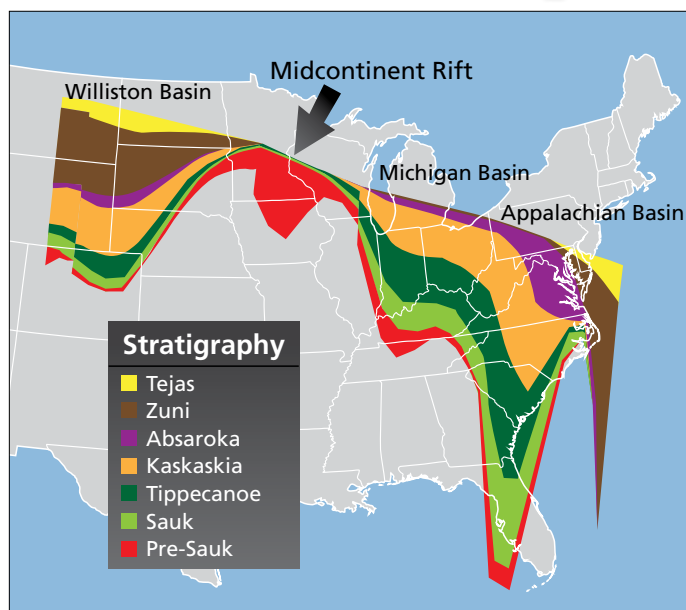 Midcontinent Rift
Williston Basin
Michigan Basin
Appalachian Basin
Stratigraphy
Tejas
Zuni
Absaroka
Kaskaskia
Tippecanoe
Sauk
Pre-Sauk